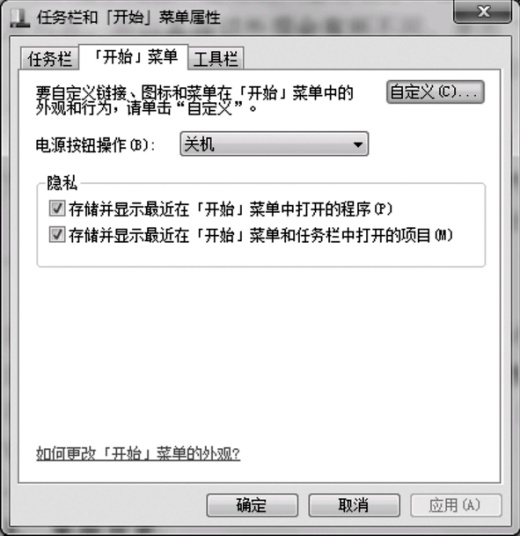 任务栏和「开始」菜单属性
任务栏 「开始」菜单 工具栏
要自定义链接、图标和菜单在「开始」菜单中的
外观和行为,请单击“自定义”。
自定义(C)...
电源按钮操作(B): 关机
隐私
存储并显示最近在「开始」菜单中打开的程序(P)
存储并显示最近在「开始」菜单和任务栏中打开的项目(M)
如何更改「开始」菜单的外观?
确定 取消 应用(A)